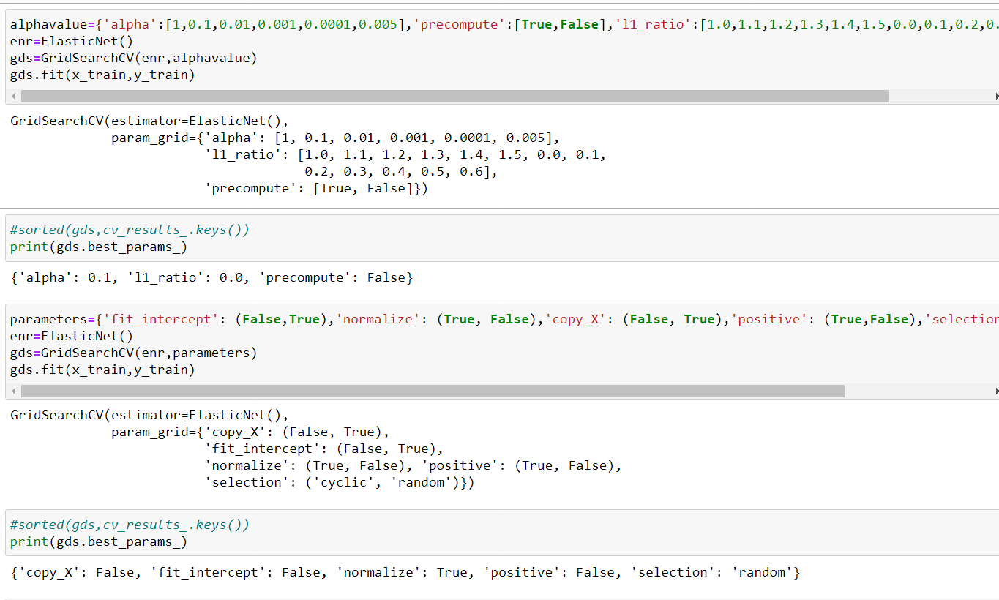 alphavalue={'alpha':[1,0.1,0.01,0.001,0.0001,0.005],'precompute':[True,False],'l1_ratio':[1.0,1.1,1.2,1.3,1.4,1.5,0.0,0.1,0.2,0.
enr=ElasticNet()
gds=GridSearchCV(enr,alphavalue)
gds.fit(x_train,y_train)
GridSearchCV(estimator=ElasticNet(),
             param_grid={'alpha': [1, 0.1, 0.01, 0.001, 0.0001, 0.005],
                         'l1_ratio': [1.0, 1.1, 1.2, 1.3, 1.4, 1.5, 0.0, 0.1,
                                      0.2, 0.3, 0.4, 0.5, 0.6],
                         'precompute': [True, False]})
#sorted(gds,cv_results_.keys())
print(gds.best_params_)
{'alpha': 0.1, 'l1_ratio': 0.0, 'precompute': False}
parameters={'fit_intercept': (False,True),'normalize': (True, False),'copy_X': (False, True),'positive': (True,False),'selection
enr=ElasticNet()
gds=GridSearchCV(enr,parameters)
gds.fit(x_train,y_train)
GridSearchCV(estimator=ElasticNet(),
             param_grid={'copy_X': (False, True),
                         'fit_intercept': (False, True),
                         'normalize': (True, False), 'positive': (True, False),
                         'selection': ('cyclic', 'random')})
#sorted(gds,cv_results_.keys())
print(gds.best_params_)
{'copy_X': False, 'fit_intercept': False, 'normalize': True, 'positive': False, 'selection': 'random'}